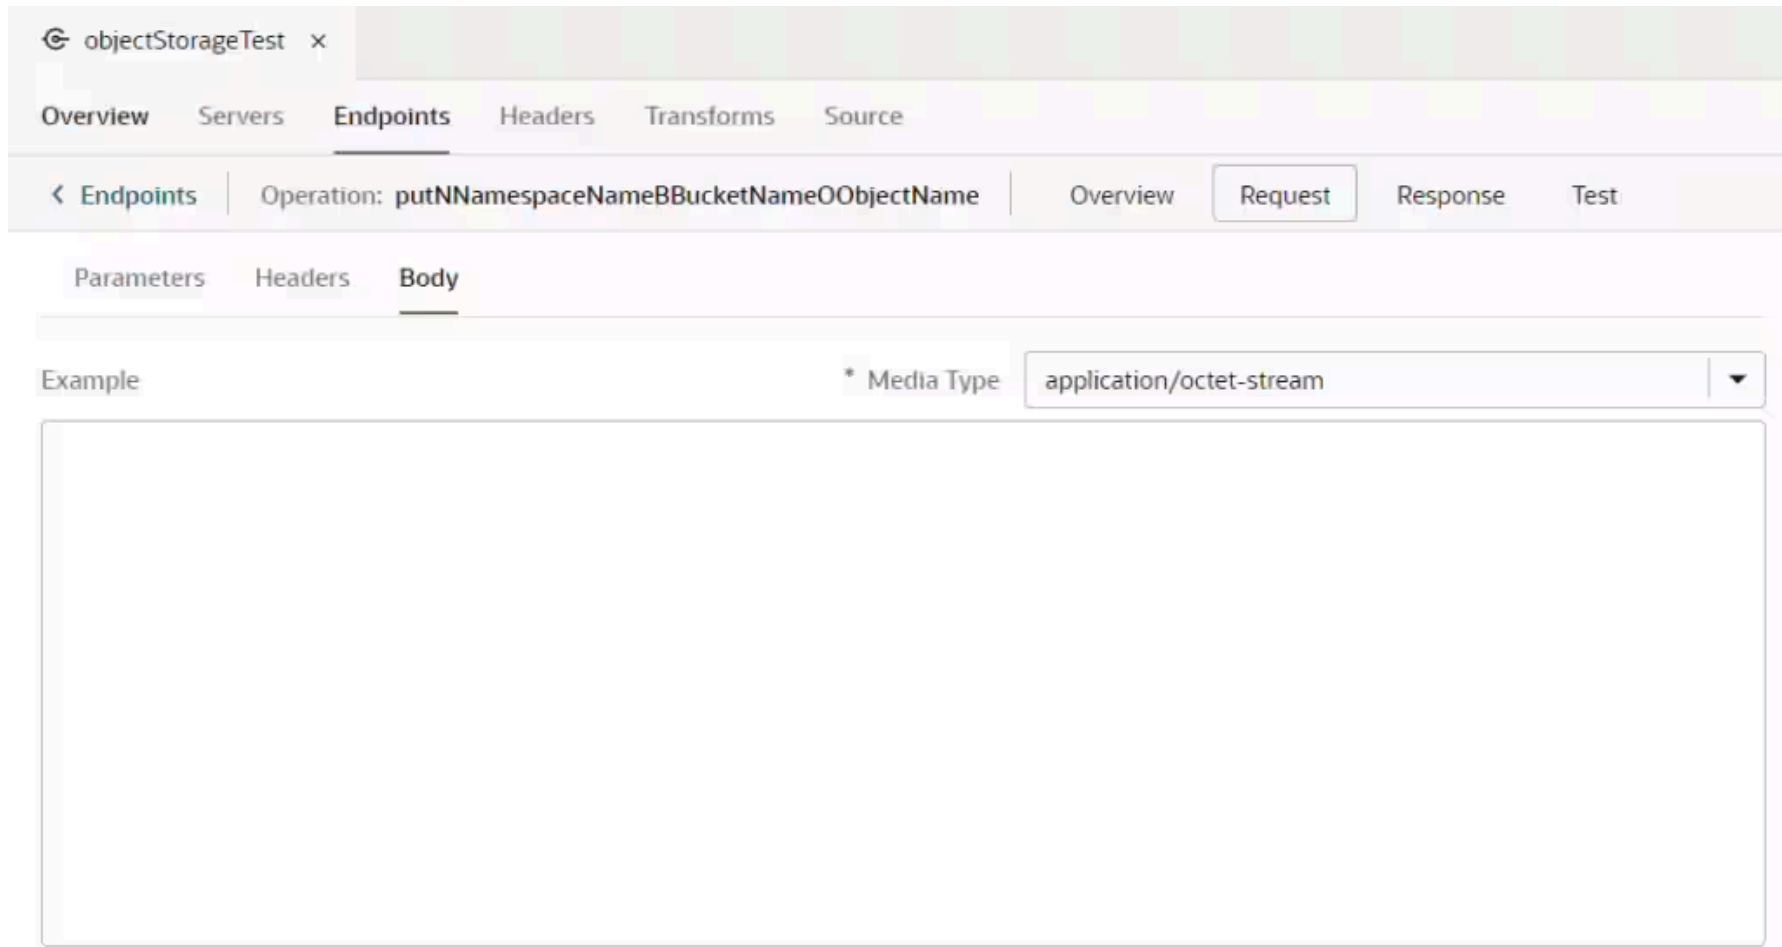 objectStorageTest ×
Overview Servers Endpoints Headers Transforms Source
< Endpoints Operation: putNNamespaceNameBBucketNameOObjectName Overview Request Response Test
Parameters Headers Body
Example * Media Type application/octet-stream